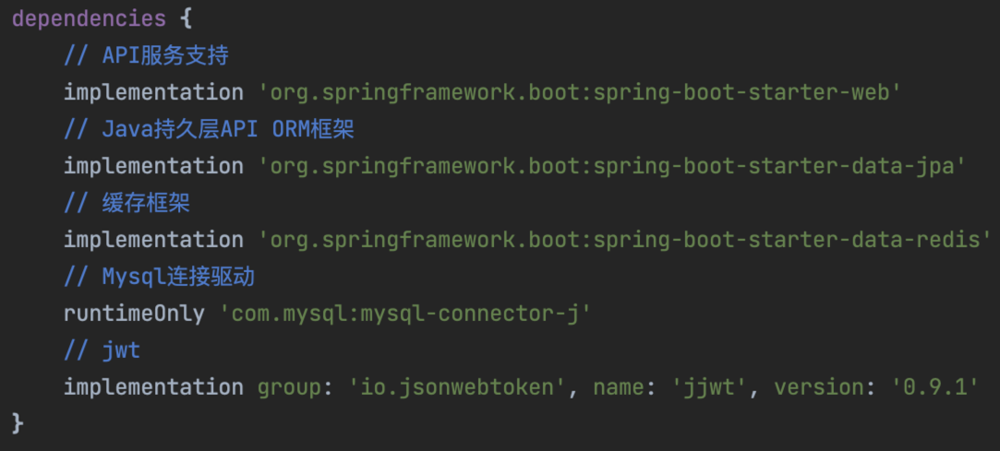 dependencies {
    // API服务支持
    implementation 'org.springframework.boot:spring-boot-starter-web'
    // Java持久层API ORM框架
    implementation 'org.springframework.boot:spring-boot-starter-data-jpa'
    // 缓存框架
    implementation 'org.springframework.boot:spring-boot-starter-data-redis'
    // Mysql连接驱动
    runtimeOnly 'com.mysql:mysql-connector-j'
    // jwt
    implementation group: 'io.jsonwebtoken', name: 'jjwt', version: '0.9.1'
}